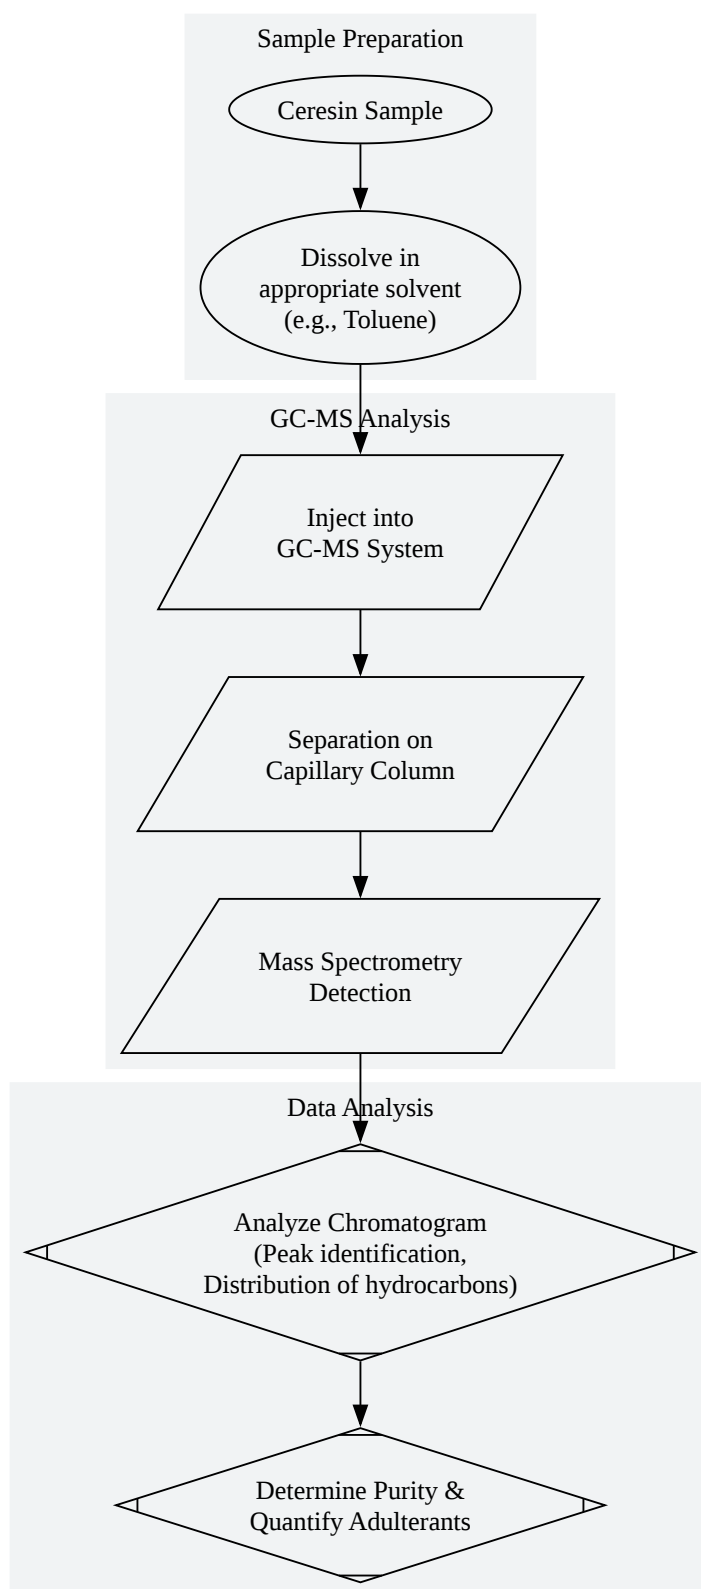 Sample Preparation
Ceresin Sample
Dissolve in
appropriate solvent
(e.g., Toluene)
GC-MS Analysis
Inject into
GC-MS System
Separation on
Capillary Column
Mass Spectrometry
Detection
Data Analysis
Analyze Chromatogram
(Peak identification,
Distribution of hydrocarbons)
Determine Purity &
Quantify Adulterants